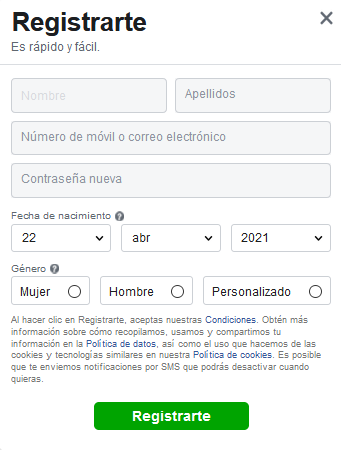 Registrarte
Es rápido y fácil.
Nombre
Apellidos
Número de móvil o correo electrónico
Contraseña nueva
Fecha de nacimiento ?
22
abr
2021
Género ?
Mujer
Hombre
Personalizado
Al hacer clic en Registrarte, aceptas nuestras Condiciones. Obtén más
información sobre cómo recopilamos, usamos y compartimos tu
información en la Política de datos, así como el uso que hacemos de las
cookies y tecnologías similares en nuestra Política de cookies. Es posible
que te enviemos notificaciones por SMS que podrás desactivar cuando
quieras.
Registrarte